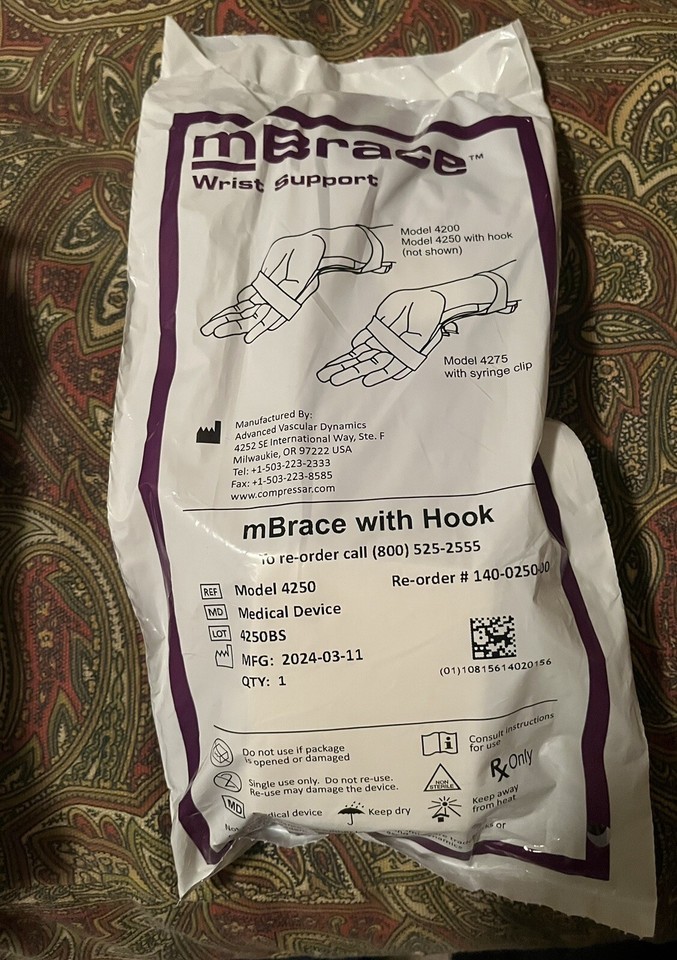 mBrace™
Wrist Support
Model 4200
Model 4250 with hook
(not shown)
Model 4275
with syringe clip
Manufactured By:
Advanced Vascular Dynamics
4252 SE International Way, Ste. F
Milwaukie, OR 97222 USA
Tel: +1-503-223-2333
Fax: +1-503-223-8585
www.compressar.com
mBrace with Hook
To re-order call (800) 525-2555
REF Model 4250
Re-order # 140-0250-00
MD Medical Device
LOT 4250BS
MFG: 2024-03-11
QTY: 1
(01)10815614020156
Do not use if package
is opened or damaged
Consult instructions
for use
Single use only. Do not re-use.
Re-use may damage the device.
NON
STERILE
Rx Only
MD
device
Keep dry
Keep away
from heat
or